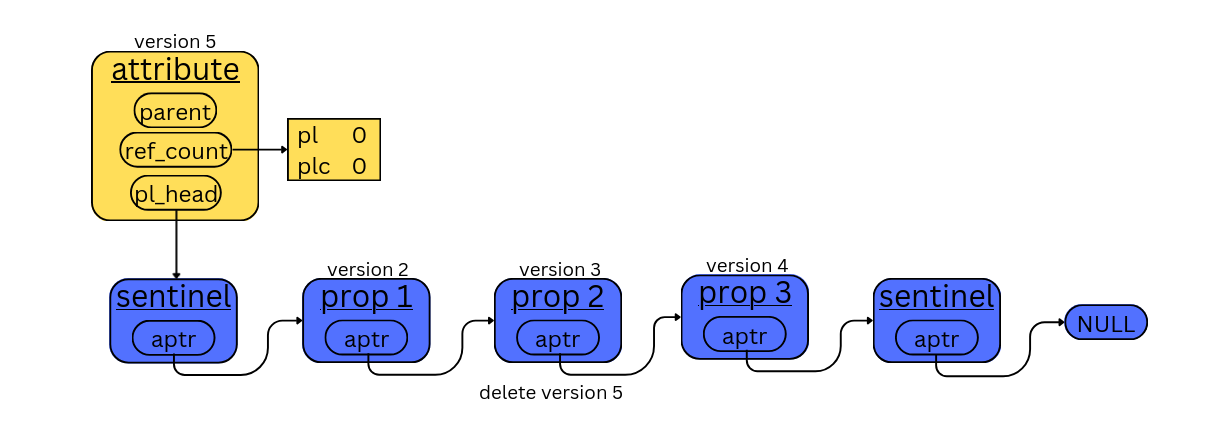 version 5
attribute
parent
ref_count
pl_head
pl 0
plc 0
sentinel
aptr
version 2
prop 1
aptr
version 3
prop 2
aptr
delete version 5
version 4
prop 3
aptr
sentinel
aptr
NULL